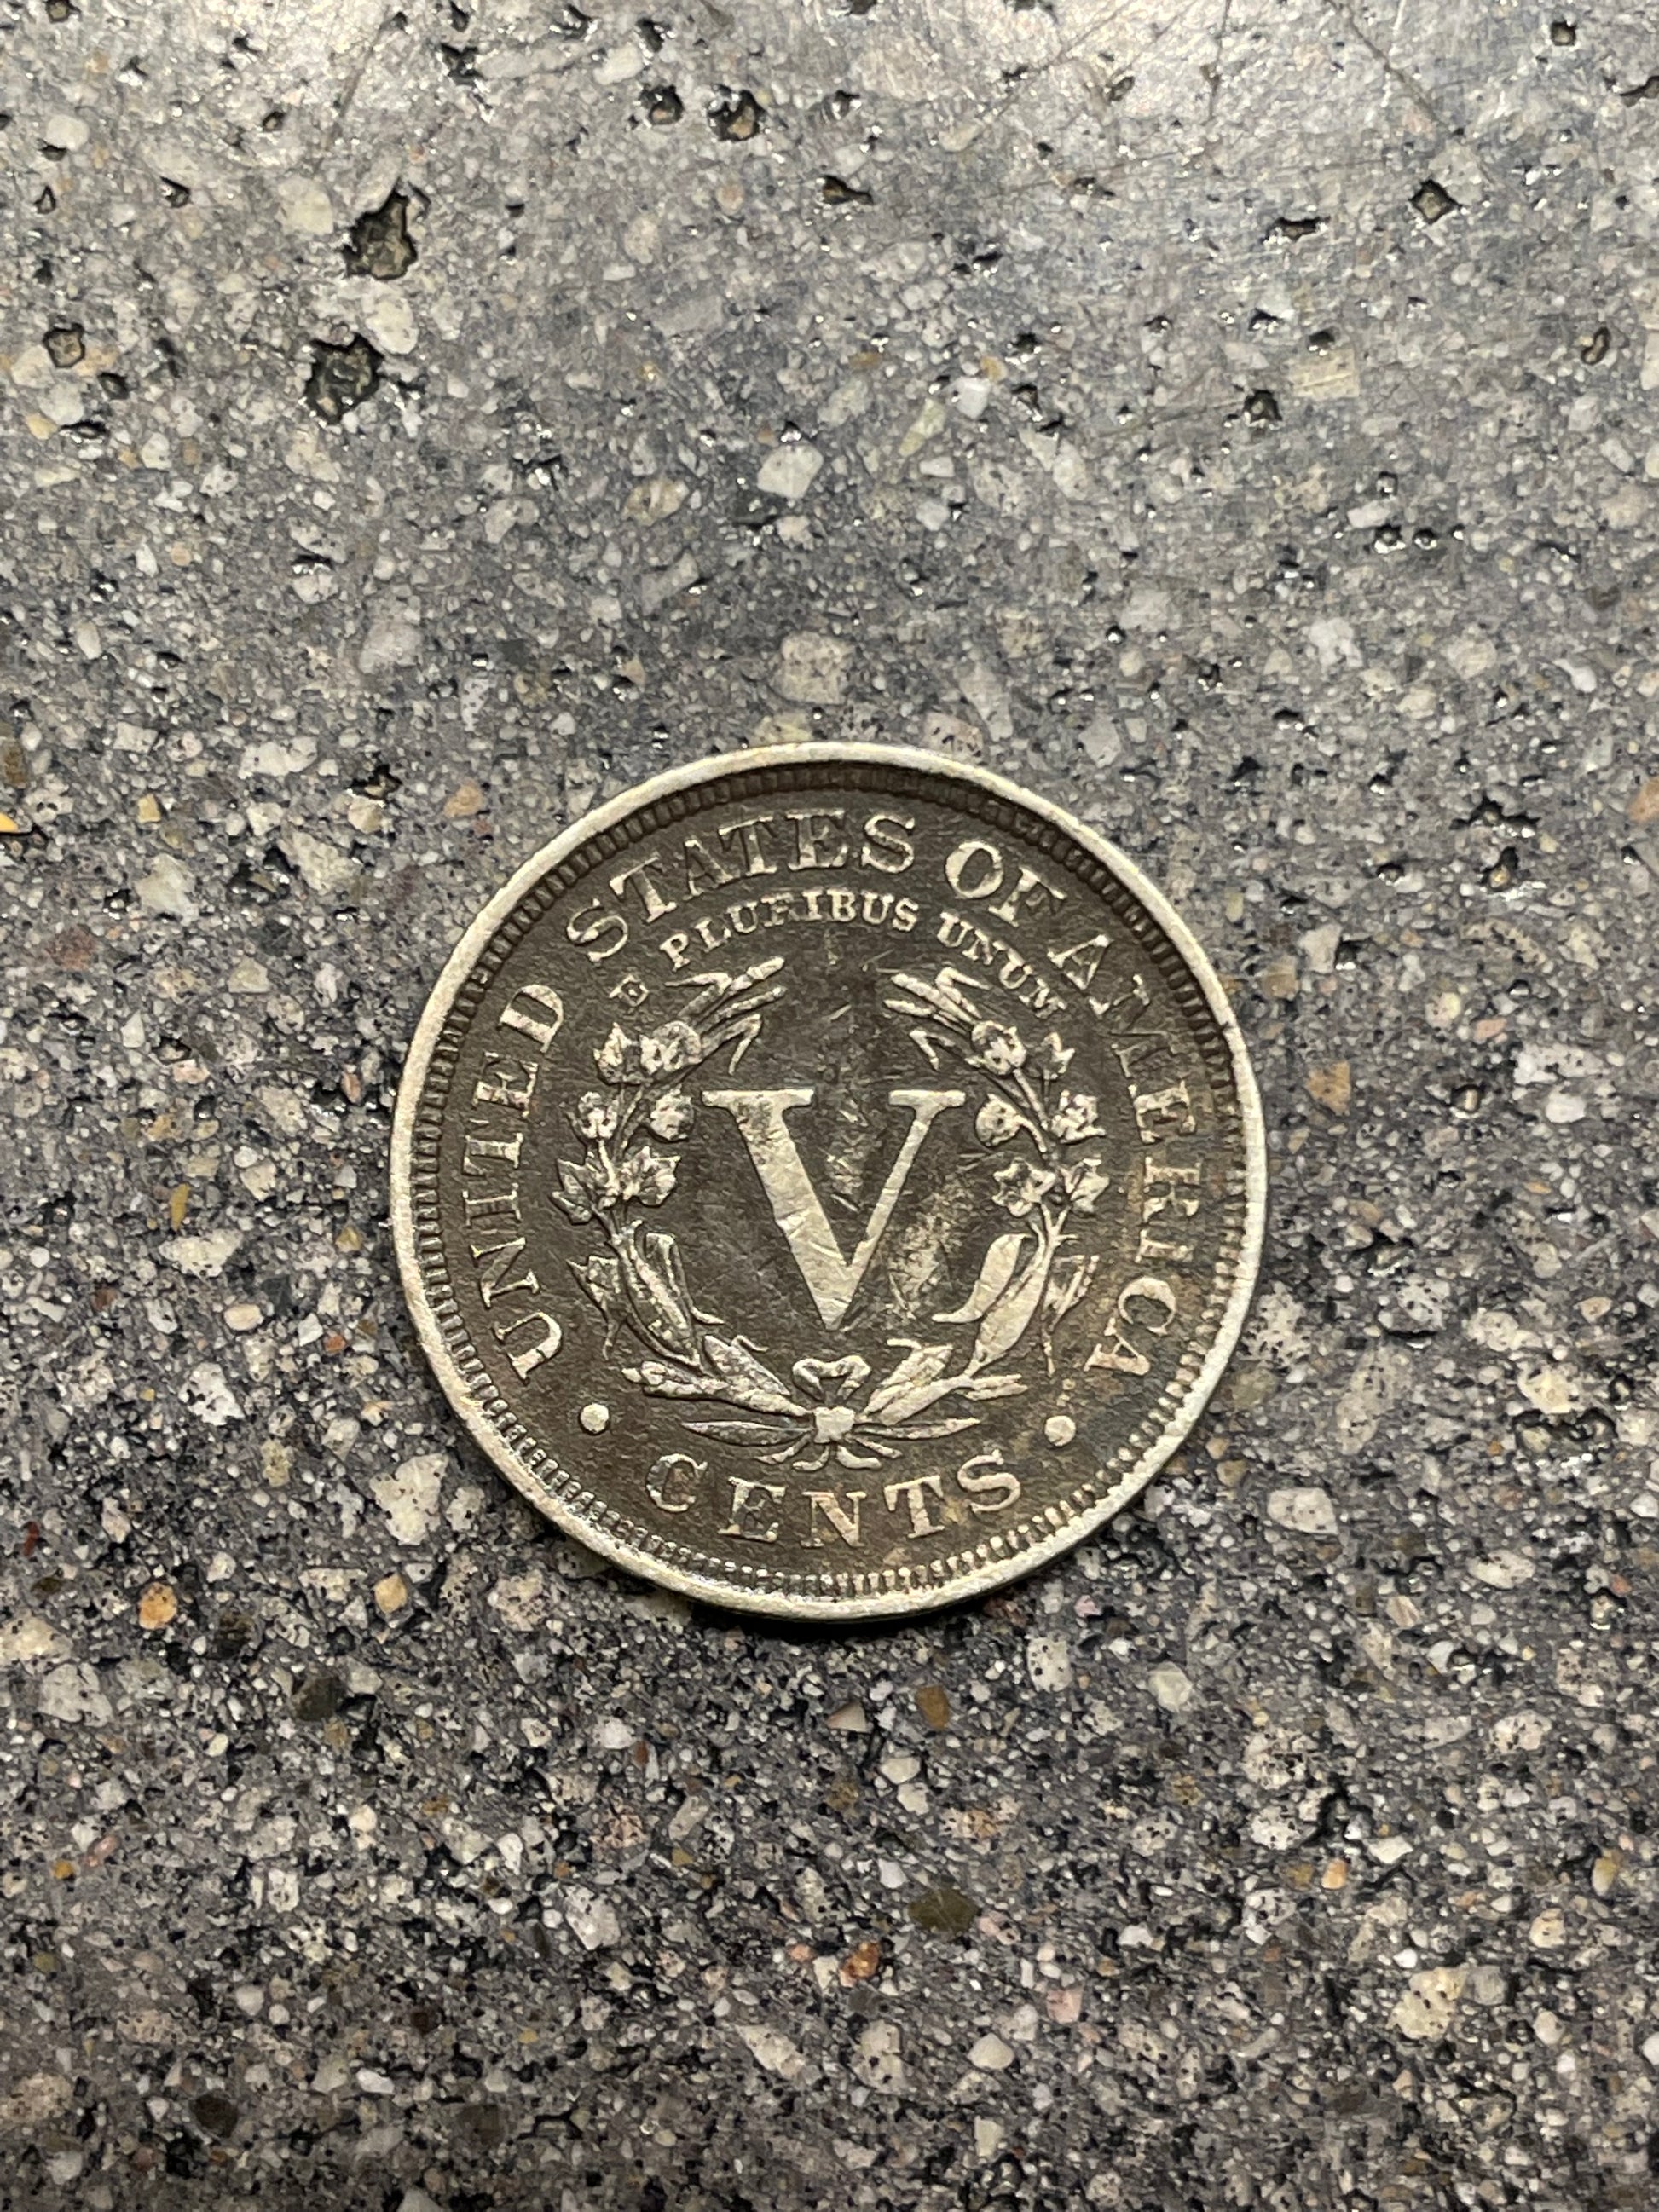 UNITED STATES OF AMERICA
E PLURIBUS UNUM
V
CENTS